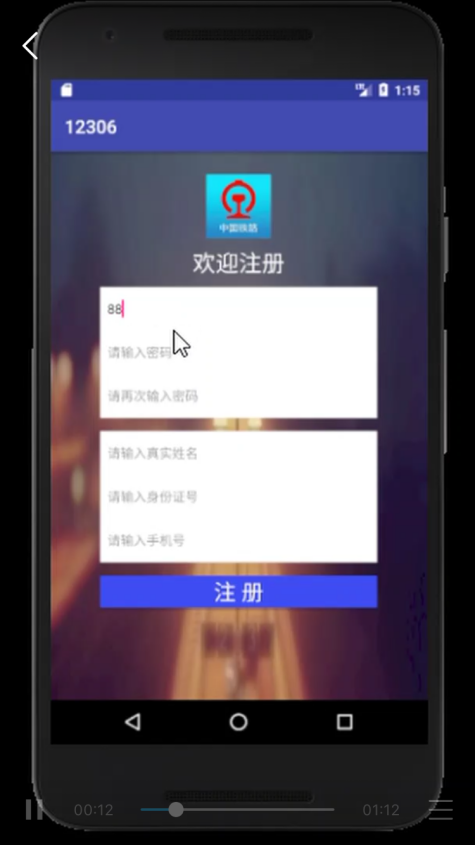 1:15
12306
中国铁路
欢迎注册
88
请输入密码
请再次输入密码
请输入真实姓名
请输入身份证号
请输入手机号
注 册
00:12
01:12